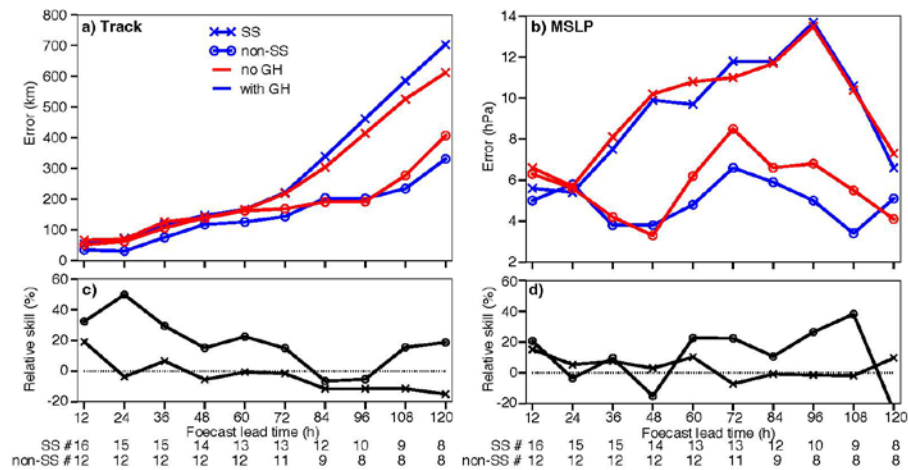 a) Track
SS
non-SS
no GH
with GH
Error (km)
800
700
600
500
400
300
200
100
0
b) MSLP
Error (hPa)
14
12
10
8
6
4
2
c)
Relative skill (%)
60
40
20
0
-20
12 24 36 48 60 72 84 96 108 120
Foecast lead time (h)
SS # 16 15 15 14 13 13 12 10 9 8
non-SS # 12 12 12 12 12 11 9 8 8 8
d)
Relative skill (%)
60
40
20
0
-20
12 24 36 48 60 72 84 96 108 120
Foecast lead time (h)
SS # 16 15 15 14 13 13 12 10 9 8
non-SS # 12 12 12 12 12 11 9 8 8 8